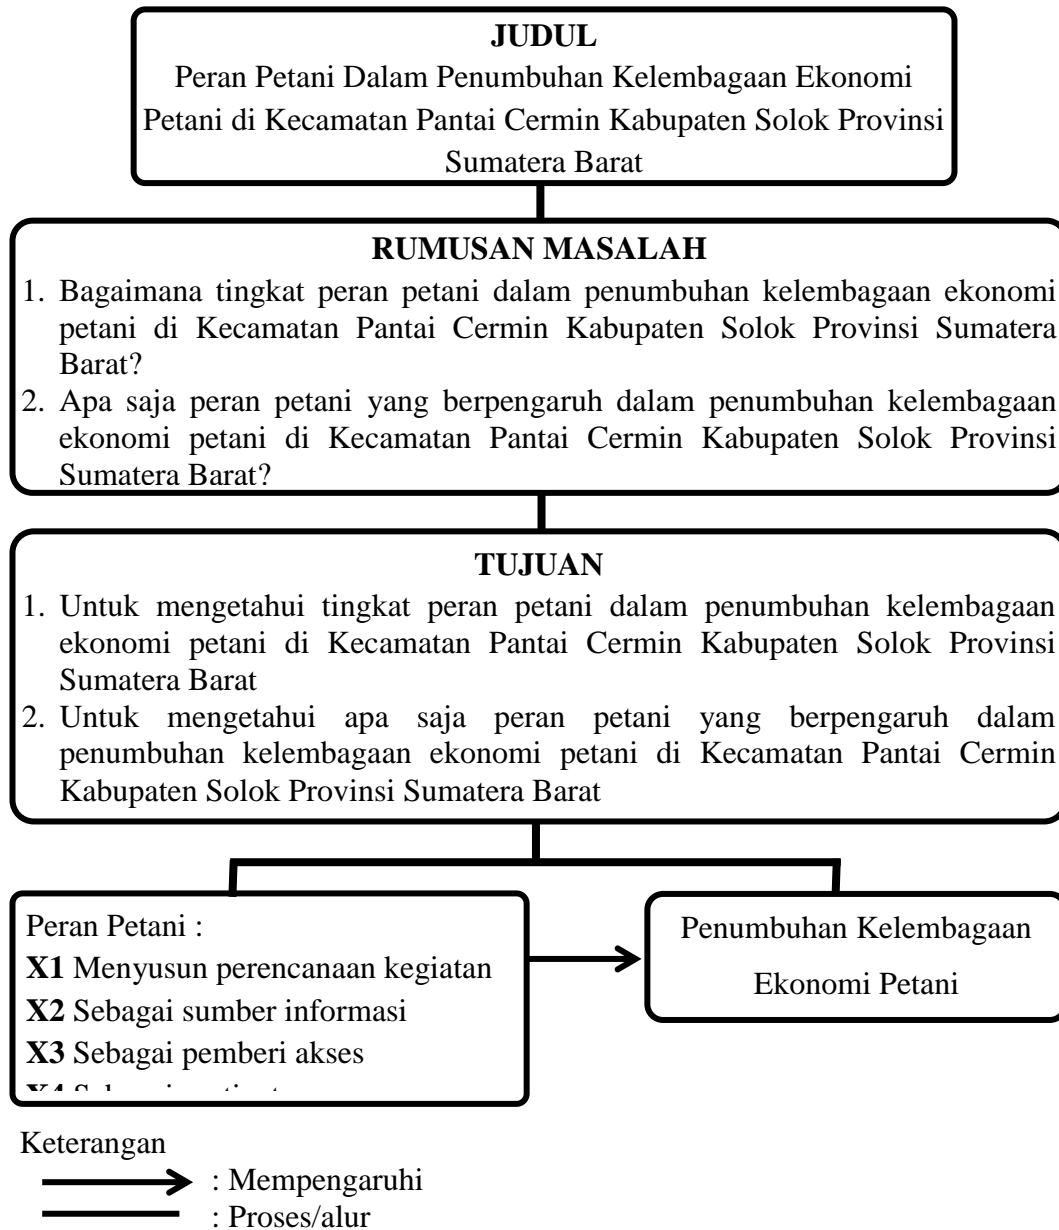 JUDUL
Peran Petani Dalam Penumbuhan Kelembagaan Ekonomi
Petani di Kecamatan Pantai Cermin Kabupaten Solok Provinsi
Sumatera Barat
RUMUSAN MASALAH
1. Bagaimana tingkat peran petani dalam penumbuhan kelembagaan ekonomi
petani di Kecamatan Pantai Cermin Kabupaten Solok Provinsi Sumatera
Barat?
2. Apa saja peran petani yang berpengaruh dalam penumbuhan kelembagaan
ekonomi petani di Kecamatan Pantai Cermin Kabupaten Solok Provinsi
Sumatera Barat?
TUJUAN
1. Untuk mengetahui tingkat peran petani dalam penumbuhan kelembagaan
ekonomi petani di Kecamatan Pantai Cermin Kabupaten Solok Provinsi
Sumatera Barat
2. Untuk mengetahui apa saja peran petani yang berpengaruh dalam
penumbuhan kelembagaan ekonomi petani di Kecamatan Pantai Cermin
Kabupaten Solok Provinsi Sumatera Barat
Peran Petani :
X1 Menyusun perencanaan kegiatan
X2 Sebagai sumber informasi
X3 Sebagai pemberi akses
X4 Sebagai
Penumbuhan Kelembagaan
Ekonomi Petani
Keterangan
: Mempengaruhi
: Proses/alur